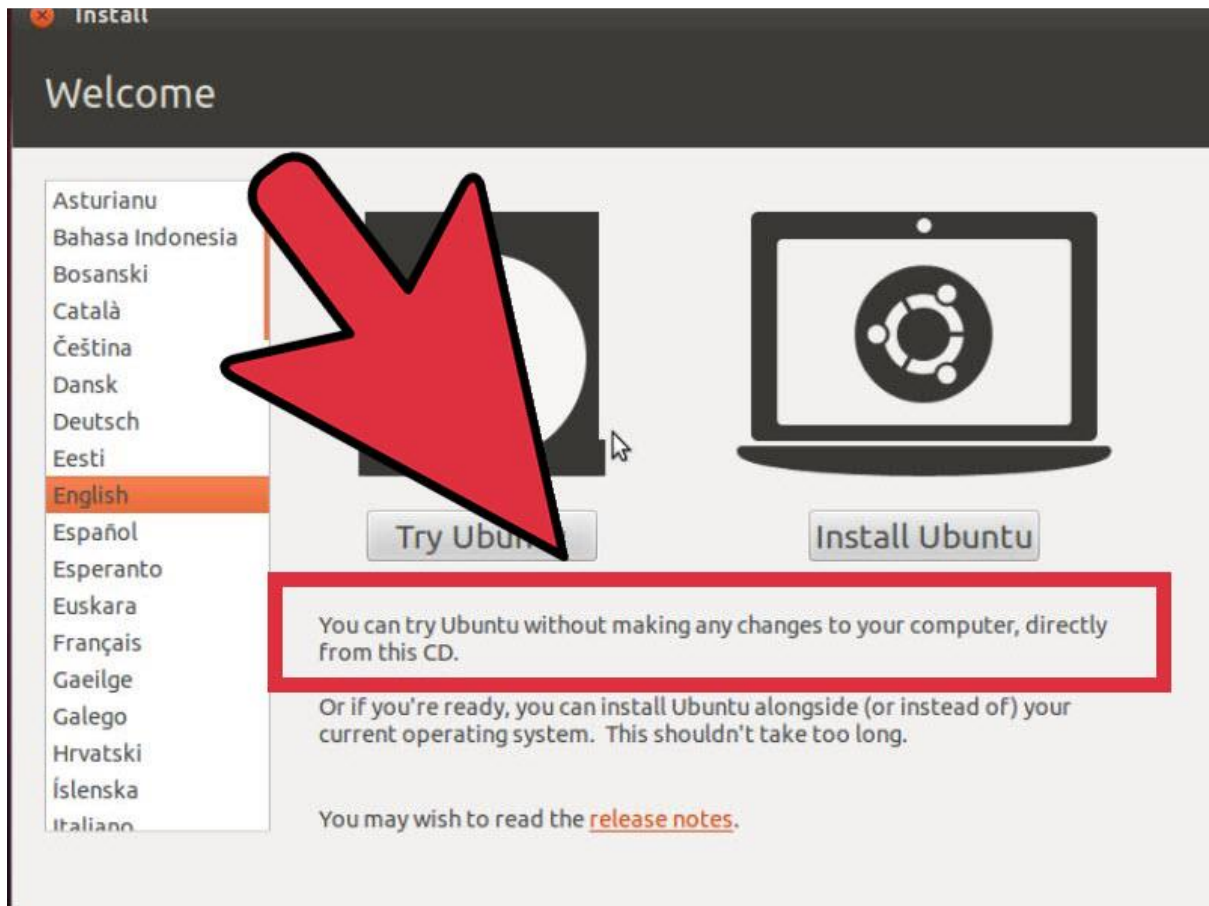 Install
Welcome
Asturianu
Bahasa Indonesia
Bosanski
Català
Čeština
Dansk
Deutsch
Eesti
English
Español
Esperanto
Euskara
Français
Gaeilge
Galego
Hrvatski
Íslenska
Italiano
Try Ubuntu
Install Ubuntu
You can try Ubuntu without making any changes to your computer, directly
from this CD.
Or if you're ready, you can install Ubuntu alongside (or instead of) your
current operating system. This shouldn't take too long.
You may wish to read the release notes.